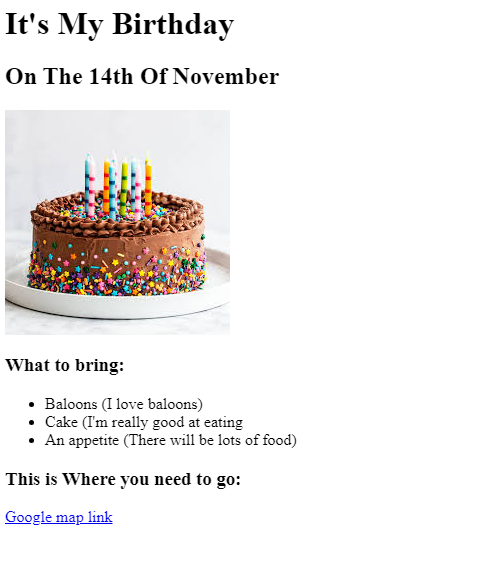 It's My Birthday
On The 14th Of November
What to bring:
Baloons (I love baloons)
Cake (I'm really good at eating
An appetite (There will be lots of food)
This is Where you need to go:
Google map link